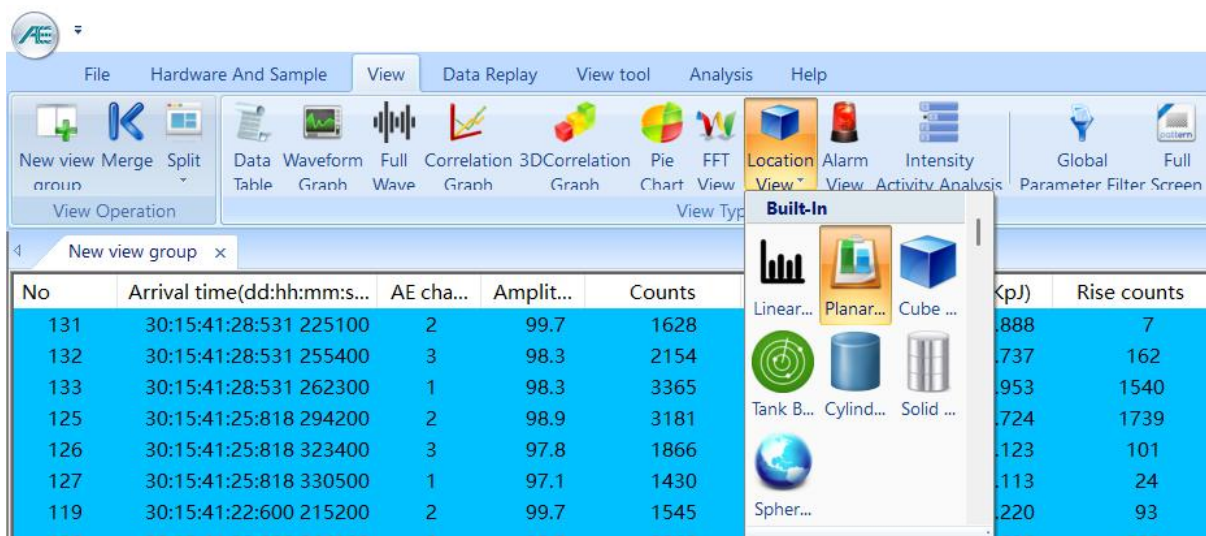 AE
File Hardware And Sample View Data Replay View tool Analysis Help
New view Merge Split Data Waveform Full Correlation 3DCorrelation Pie FFT Location Alarm Intensity Global Full
group Table Graph Wave Graph Graph Chart View View View Activity Analysis Parameter Filter Screen
pattern
View Operation View Typ
Built-In
New view group x
Linear... Planar... Cube ...
Tank B... Cylind... Solid ...
Spher...
No Arrival time(dd:hh:mm:s... AE cha... Amplit... Counts KpJ) Rise counts
131 30:15:41:28:531 225100 2 99.7 1628 .888 7
132 30:15:41:28:531 255400 3 98.3 2154 .737 162
133 30:15:41:28:531 262300 1 98.3 3365 .953 1540
125 30:15:41:25:818 294200 2 98.9 3181 .724 1739
126 30:15:41:25:818 323400 3 97.8 1866 .123 101
127 30:15:41:25:818 330500 1 97.1 1430 .113 24
119 30:15:41:22:600 215200 2 99.7 1545 .220 93